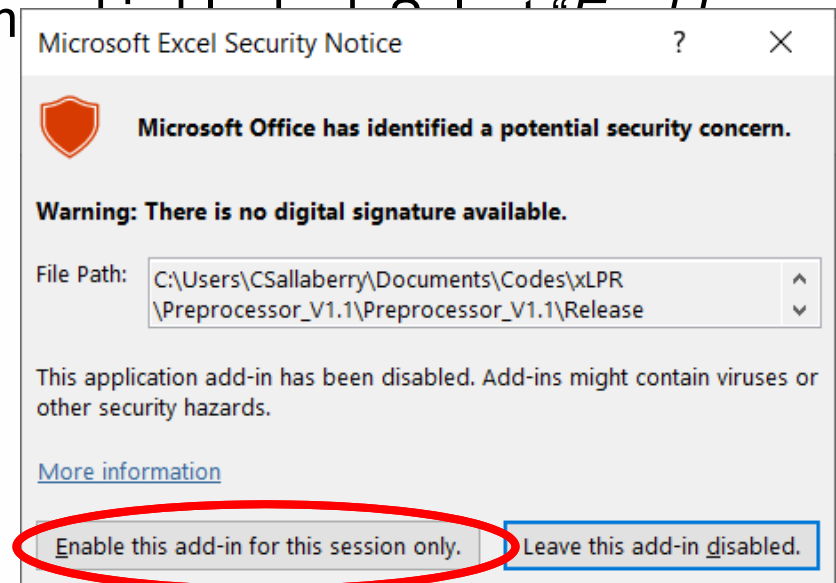 Microsoft Excel Security Notice ? ×
Microsoft Office has identified a potential security concern.
Warning: There is no digital signature available.
File Path: C:\Users\CSallaberry\Documents\Codes\xLPR
\Preprocessor_V1.1\Preprocessor_V1.1\Release
This application add-in has been disabled. Add-ins might contain viruses or
other security hazards.
More information
Enable this add-in for this session only. Leave this add-in disabled.